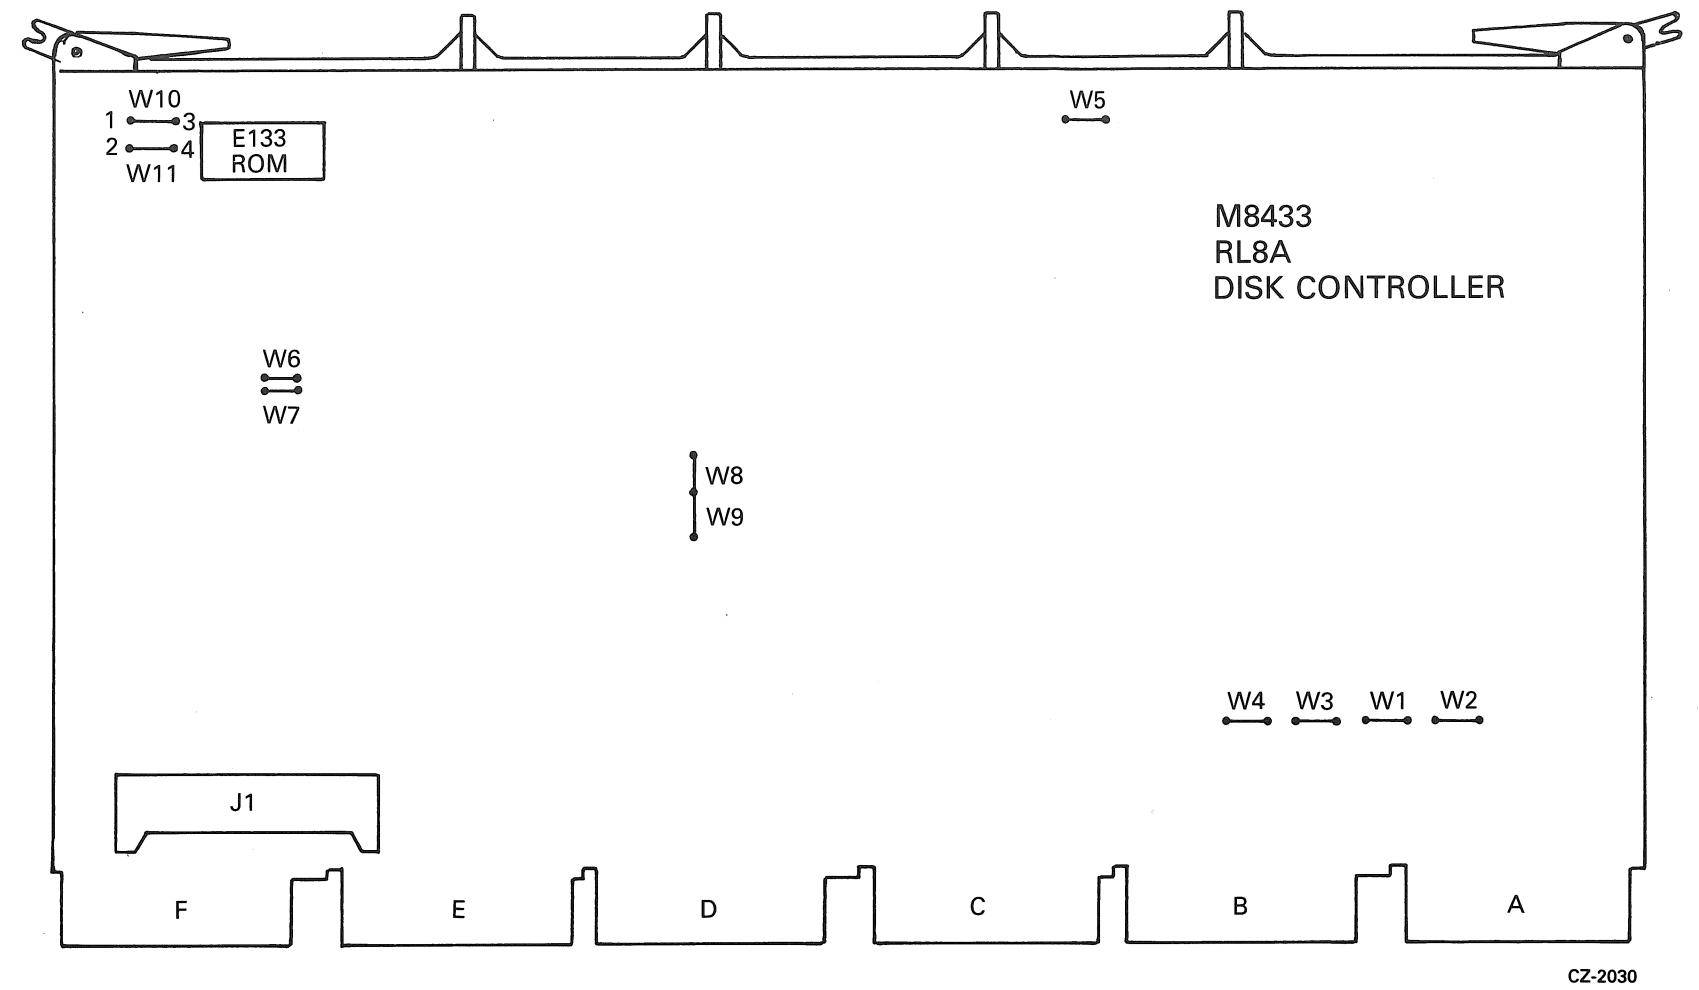 W10
1 3
E133
ROM
2 4
W11
W5
M8433
RL8A
DISK CONTROLLER
W6
W7
W8
W9
W4 W3 W1 W2
J1
F E D C B A
CZ-2030